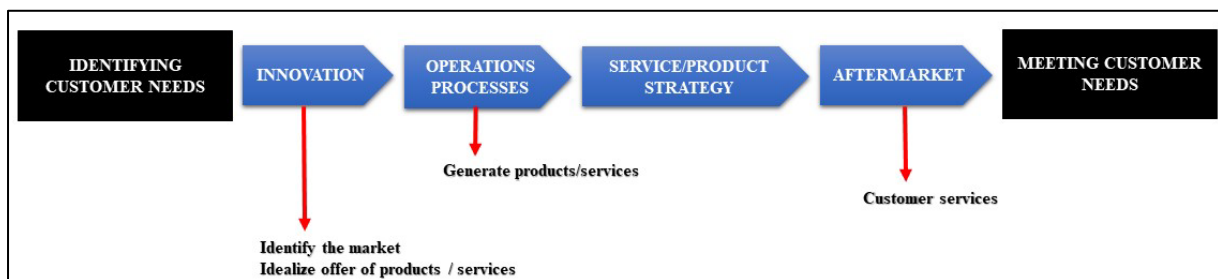 IDENTIFYING
CUSTOMER NEEDS
INNOVATION
OPERATIONS
PROCESSES
SERVICE/PRODUCT
STRATEGY
AFTERMARKET
MEETING CUSTOMER
NEEDS
Generate products/services
Customer services
Identify the market
Idealize offer of products / services